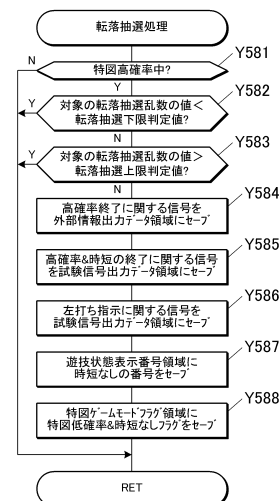 転落抽選処理
Y581
特図高確率中?
N
Y
Y582
対象の転落抽選乱数の値<
転落抽選下限判定値?
Y
N
Y583
対象の転落抽選乱数の値>
転落抽選上限判定値?
Y
N
Y584
高確率終了に関する信号を
外部情報出力データ領域にセーブ
Y585
高確率&時短の終了に関する信号
を試験信号出力データ領域にセーブ
Y586
左打ち指示に関する信号を
試験信号出力データ領域にセーブ
Y587
遊技状態表示番号領域に
時短なしの番号をセーブ
Y588
特図ゲームモードフラグ領域に
特図低確率&時短なしフラグをセーブ
RET